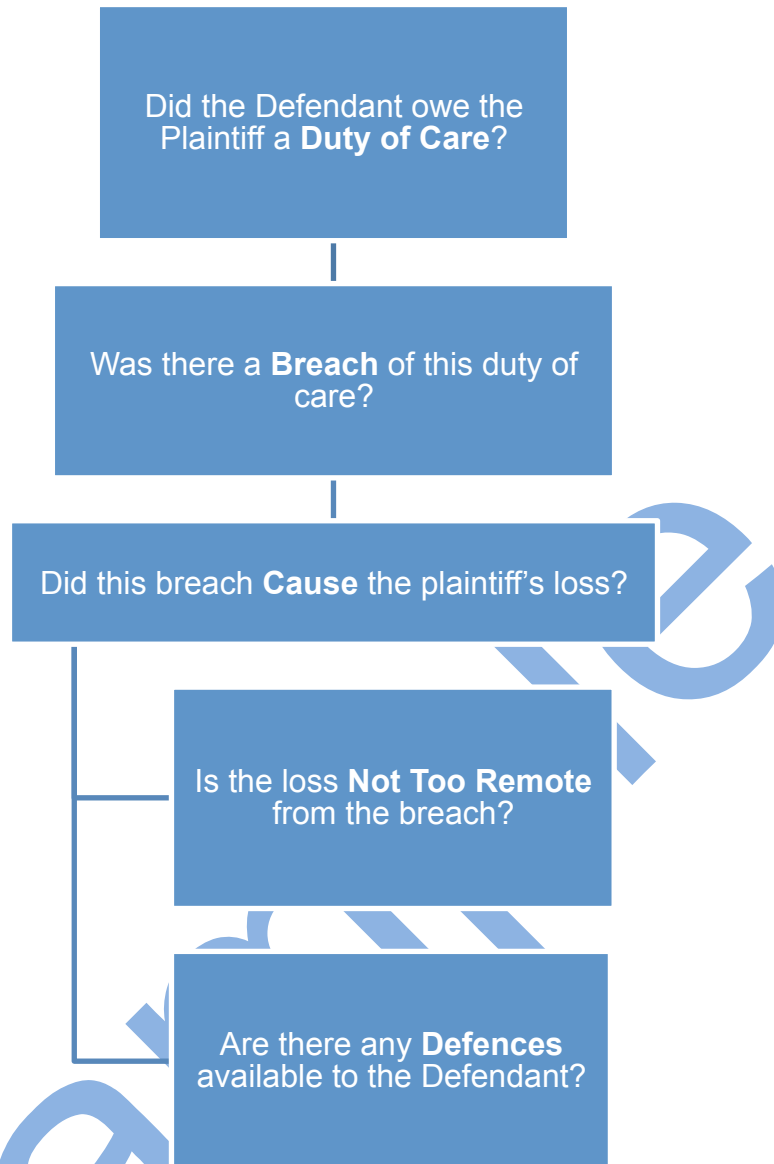 Did the Defendant owe the
Plaintiff a Duty of Care?
Was there a Breach of this duty of
care?
Did this breach Cause the plaintiff’s loss?
Is the loss Not Too Remote
from the breach?
Are there any Defences
available to the Defendant?